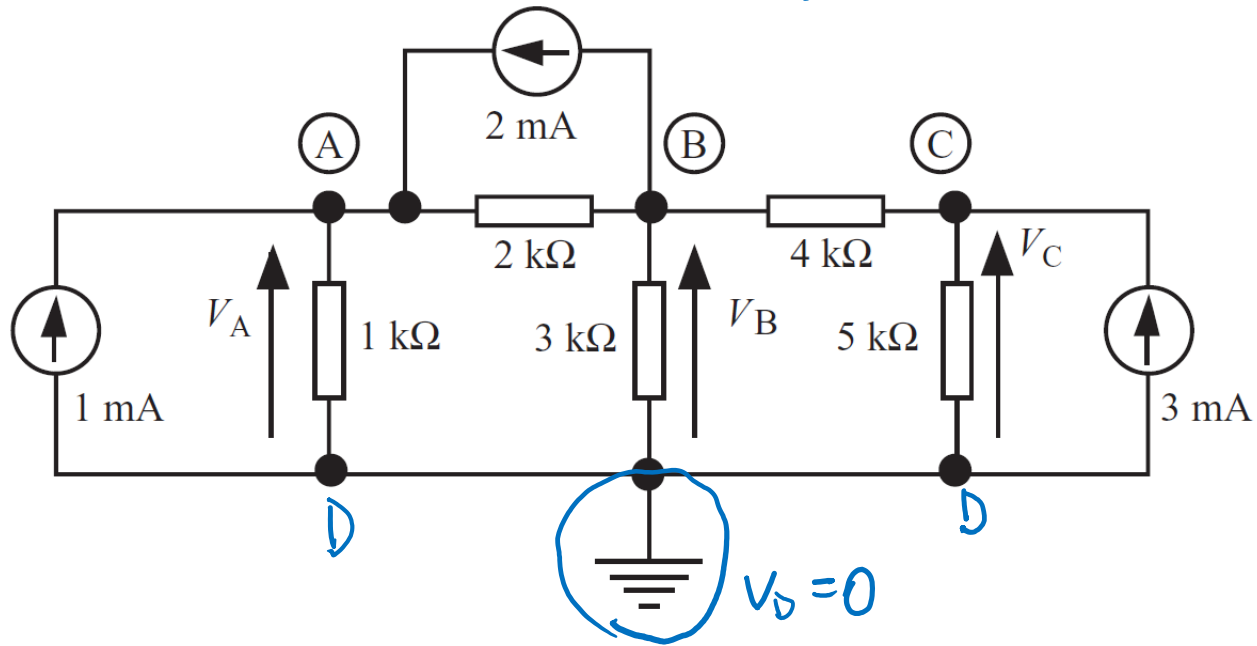 2 mA
A
B
C
2 kΩ
4 kΩ
V_A
1 kΩ
3 kΩ
V_B
5 kΩ
V_C
1 mA
3 mA
D
D
V_D = 0